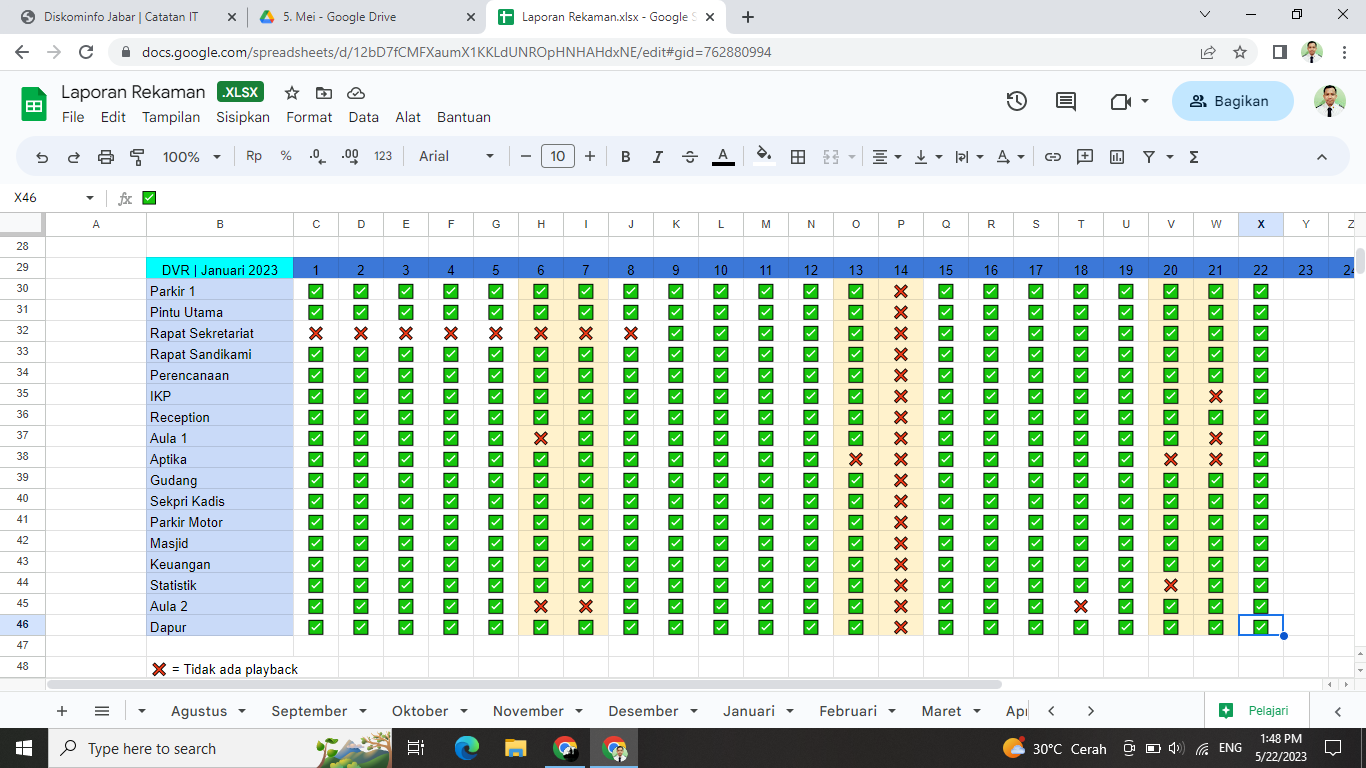 Diskominfo Jabar | Catatan IT
5. Mei - Google Drive
Laporan Rekaman.xlsx - Google S
docs.google.com/spreadsheets/d/12bD7fCMFXaumX1KKLdUNROpHNHAHdxNE/edit#gid=762880994
Laporan Rekaman .XLSX
File Edit Tampilan Sisipkan Format Data Alat Bantuan
Bagikan
100% Rp % .0 .00 123 Arial 10 B I A
X46 fx ✅
A B C D E F G H I J K L M N O P Q R S T U V W X Y Z
28
29 DVR | Januari 2023 1 2 3 4 5 6 7 8 9 10 11 12 13 14 15 16 17 18 19 20 21 22 23 24
30 Parkir 1 ✅ ✅ ✅ ✅ ✅ ✅ ✅ ✅ ✅ ✅ ✅ ✅ ✅ ❌ ✅ ✅ ✅ ✅ ✅ ✅ ✅ ✅
31 Pintu Utama ✅ ✅ ✅ ✅ ✅ ✅ ✅ ✅ ✅ ✅ ✅ ✅ ✅ ❌ ✅ ✅ ✅ ✅ ✅ ✅ ✅ ✅
32 Rapat Sekretariat ❌ ❌ ❌ ❌ ❌ ❌ ❌ ❌ ✅ ✅ ✅ ✅ ✅ ❌ ✅ ✅ ✅ ✅ ✅ ✅ ✅ ✅
33 Rapat Sandikami ✅ ✅ ✅ ✅ ✅ ✅ ✅ ✅ ✅ ✅ ✅ ✅ ✅ ❌ ✅ ✅ ✅ ✅ ✅ ✅ ✅ ✅
34 Perencanaan ✅ ✅ ✅ ✅ ✅ ✅ ✅ ✅ ✅ ✅ ✅ ✅ ✅ ❌ ✅ ✅ ✅ ✅ ✅ ✅ ✅ ✅
35 IKP ✅ ✅ ✅ ✅ ✅ ✅ ✅ ✅ ✅ ✅ ✅ ✅ ✅ ❌ ✅ ✅ ✅ ✅ ✅ ✅ ❌ ✅
36 Reception ✅ ✅ ✅ ✅ ✅ ✅ ✅ ✅ ✅ ✅ ✅ ✅ ✅ ❌ ✅ ✅ ✅ ✅ ✅ ✅ ✅ ✅
37 Aula 1 ✅ ✅ ✅ ✅ ✅ ❌ ✅ ✅ ✅ ✅ ✅ ✅ ✅ ❌ ✅ ✅ ✅ ✅ ✅ ✅ ❌ ✅
38 Aptika ✅ ✅ ✅ ✅ ✅ ✅ ✅ ✅ ✅ ✅ ✅ ✅ ❌ ❌ ✅ ✅ ✅ ✅ ✅ ❌ ❌ ✅
39 Gudang ✅ ✅ ✅ ✅ ✅ ✅ ✅ ✅ ✅ ✅ ✅ ✅ ✅ ❌ ✅ ✅ ✅ ✅ ✅ ✅ ✅ ✅
40 Sekpri Kadis ✅ ✅ ✅ ✅ ✅ ✅ ✅ ✅ ✅ ✅ ✅ ✅ ✅ ❌ ✅ ✅ ✅ ✅ ✅ ✅ ✅ ✅
41 Parkir Motor ✅ ✅ ✅ ✅ ✅ ✅ ✅ ✅ ✅ ✅ ✅ ✅ ✅ ❌ ✅ ✅ ✅ ✅ ✅ ✅ ✅ ✅
42 Masjid ✅ ✅ ✅ ✅ ✅ ✅ ✅ ✅ ✅ ✅ ✅ ✅ ✅ ❌ ✅ ✅ ✅ ✅ ✅ ✅ ✅ ✅
43 Keuangan ✅ ✅ ✅ ✅ ✅ ✅ ✅ ✅ ✅ ✅ ✅ ✅ ✅ ❌ ✅ ✅ ✅ ✅ ✅ ✅ ✅ ✅
44 Statistik ✅ ✅ ✅ ✅ ✅ ✅ ✅ ✅ ✅ ✅ ✅ ✅ ✅ ❌ ✅ ✅ ✅ ✅ ✅ ❌ ✅ ✅
45 Aula 2 ✅ ✅ ✅ ✅ ✅ ❌ ❌ ✅ ✅ ✅ ✅ ✅ ✅ ❌ ✅ ✅ ✅ ❌ ✅ ✅ ✅ ✅
46 Dapur ✅ ✅ ✅ ✅ ✅ ✅ ✅ ✅ ✅ ✅ ✅ ✅ ✅ ❌ ✅ ✅ ✅ ✅ ✅ ✅ ✅ ✅
47
48 ❌ = Tidak ada playback
Agustus September Oktober November Desember Januari Februari Maret Apr Pelajari
Type here to search
30°C Cerah ENG
1:48 PM
5/22/2023